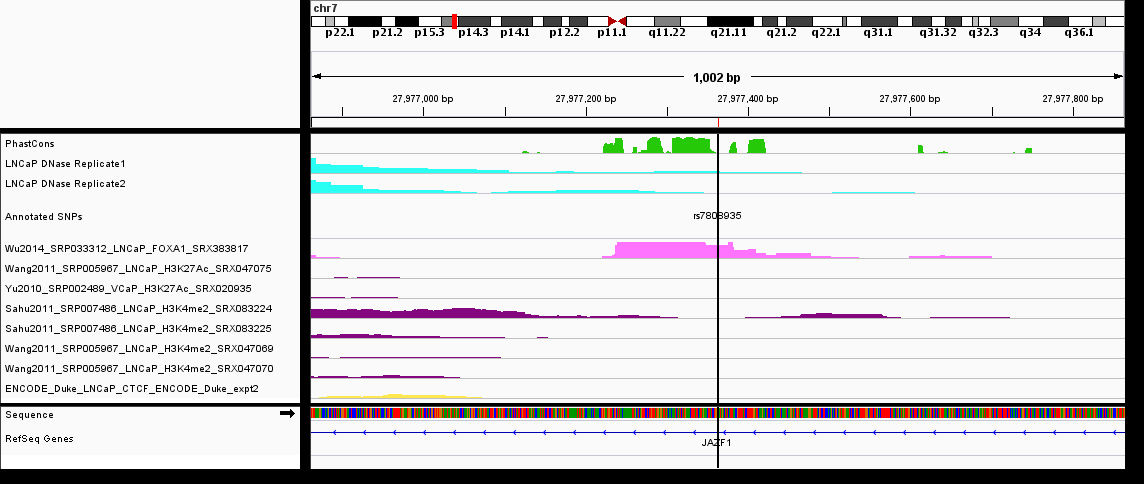 chr7
p22.1 p21.2 p15.3 p14.3 p14.1 p12.2 p11.1 q11.22 q21.11 q21.2 q22.1 q31.1 q31.32 q32.3 q34 q36.1
1,002 bp
27,977,000 bp 27,977,200 bp 27,977,400 bp 27,977,600 bp 27,977,800 bp
PhastCons
LNCaP DNase Replicate1
LNCaP DNase Replicate2
Annotated SNPs
rs7808935
Wu2014_SRP033312_LNCaP_FOXA1_SRX383817
Wang2011_SRP005967_LNCaP_H3K27Ac_SRX047075
Yu2010_SRP002489_VCaP_H3K27Ac_SRX020935
Sahu2011_SRP007486_LNCaP_H3K4me2_SRX083224
Sahu2011_SRP007486_LNCaP_H3K4me2_SRX083225
Wang2011_SRP005967_LNCaP_H3K4me2_SRX047069
Wang2011_SRP005967_LNCaP_H3K4me2_SRX047070
ENCODE_Duke_LNCaP_CTCF_ENCODE_Duke_expt2
Sequence
RefSeq Genes
JAZF1